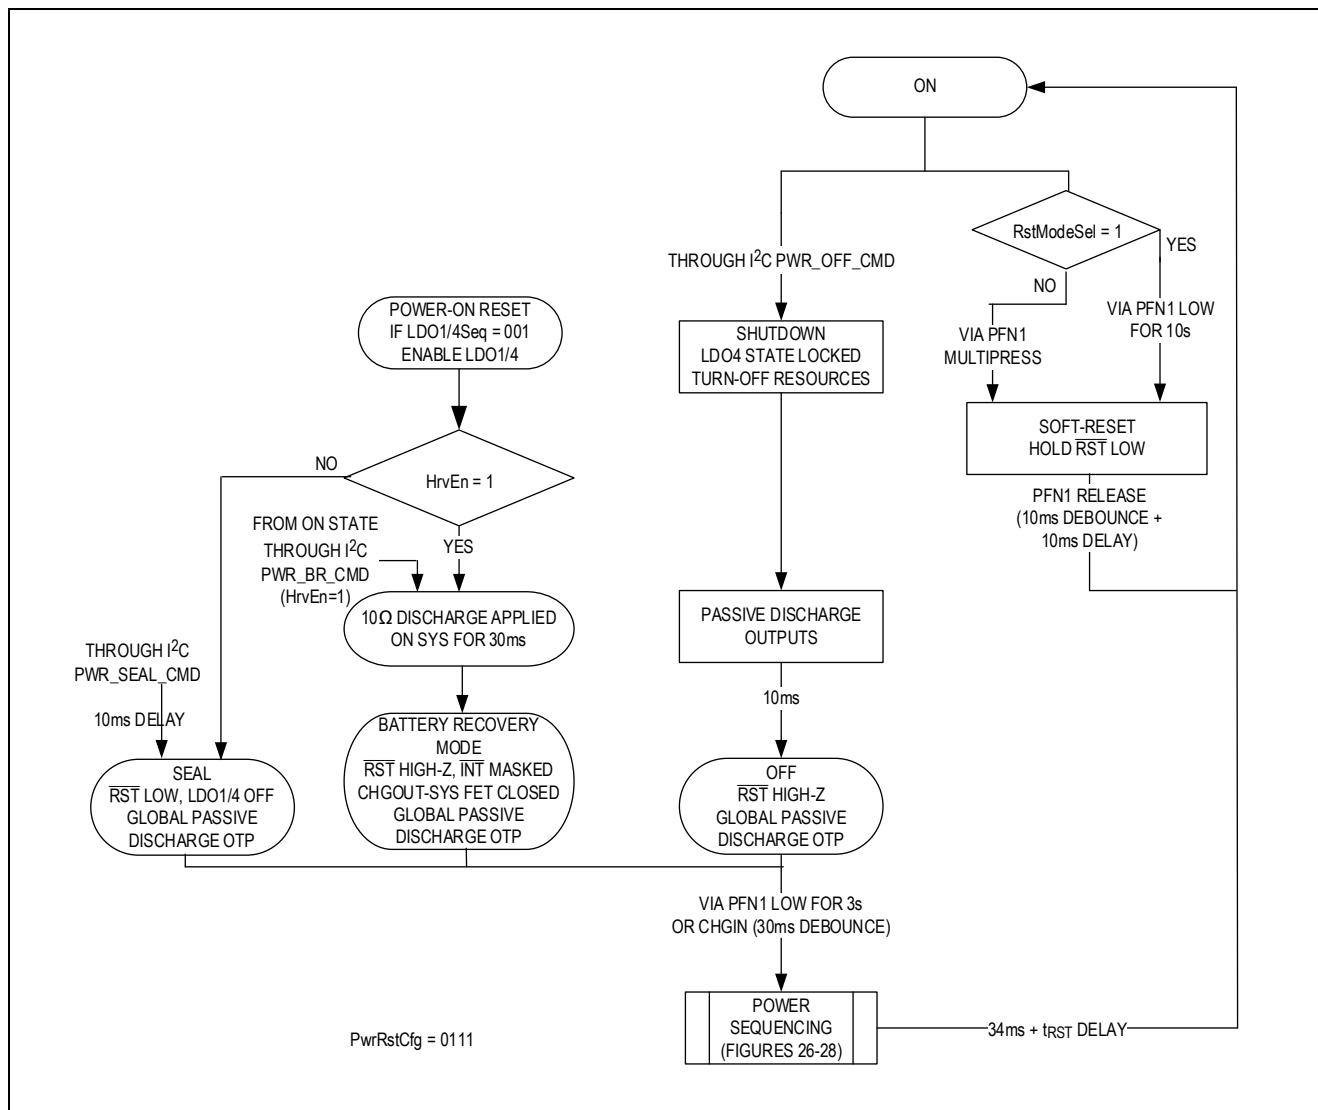 ON
RstModeSel = 1
YES
NO
THROUGH I²C PWR_OFF_CMD
VIA PFN1
MULTIPRESS
VIA PFN1 LOW
FOR 10s
POWER-ON RESET
IF LDO1/4Seq = 001
ENABLE LDO1/4
SHUTDOWN
LDO4 STATE LOCKED
TURN-OFF RESOURCES
SOFT-RESET
HOLD R̅S̅T̅ LOW
PFN1 RELEASE
(10ms DEBOUNCE +
10ms DELAY)
NO
HrvEn = 1
YES
FROM ON STATE
THROUGH I²C
PWR_BR_CMD
(HrvEn=1)
10Ω DISCHARGE APPLIED
ON SYS FOR 30ms
PASSIVE DISCHARGE
OUTPUTS
10ms
THROUGH I²C
PWR_SEAL_CMD
10ms DELAY
SEAL
R̅S̅T̅ LOW, LDO1/4 OFF
GLOBAL PASSIVE
DISCHARGE OTP
BATTERY RECOVERY
MODE
R̅S̅T̅ HIGH-Z, I̅N̅T̅ MASKED
CHGOUT-SYS FET CLOSED
GLOBAL PASSIVE
DISCHARGE OTP
OFF
R̅S̅T̅ HIGH-Z
GLOBAL PASSIVE
DISCHARGE OTP
VIA PFN1 LOW FOR 3s
OR CHGIN (30ms DEBOUNCE)
POWER
SEQUENCING
(FIGURES 26-28)
34ms + tRST DELAY
PwrRstCfg = 0111